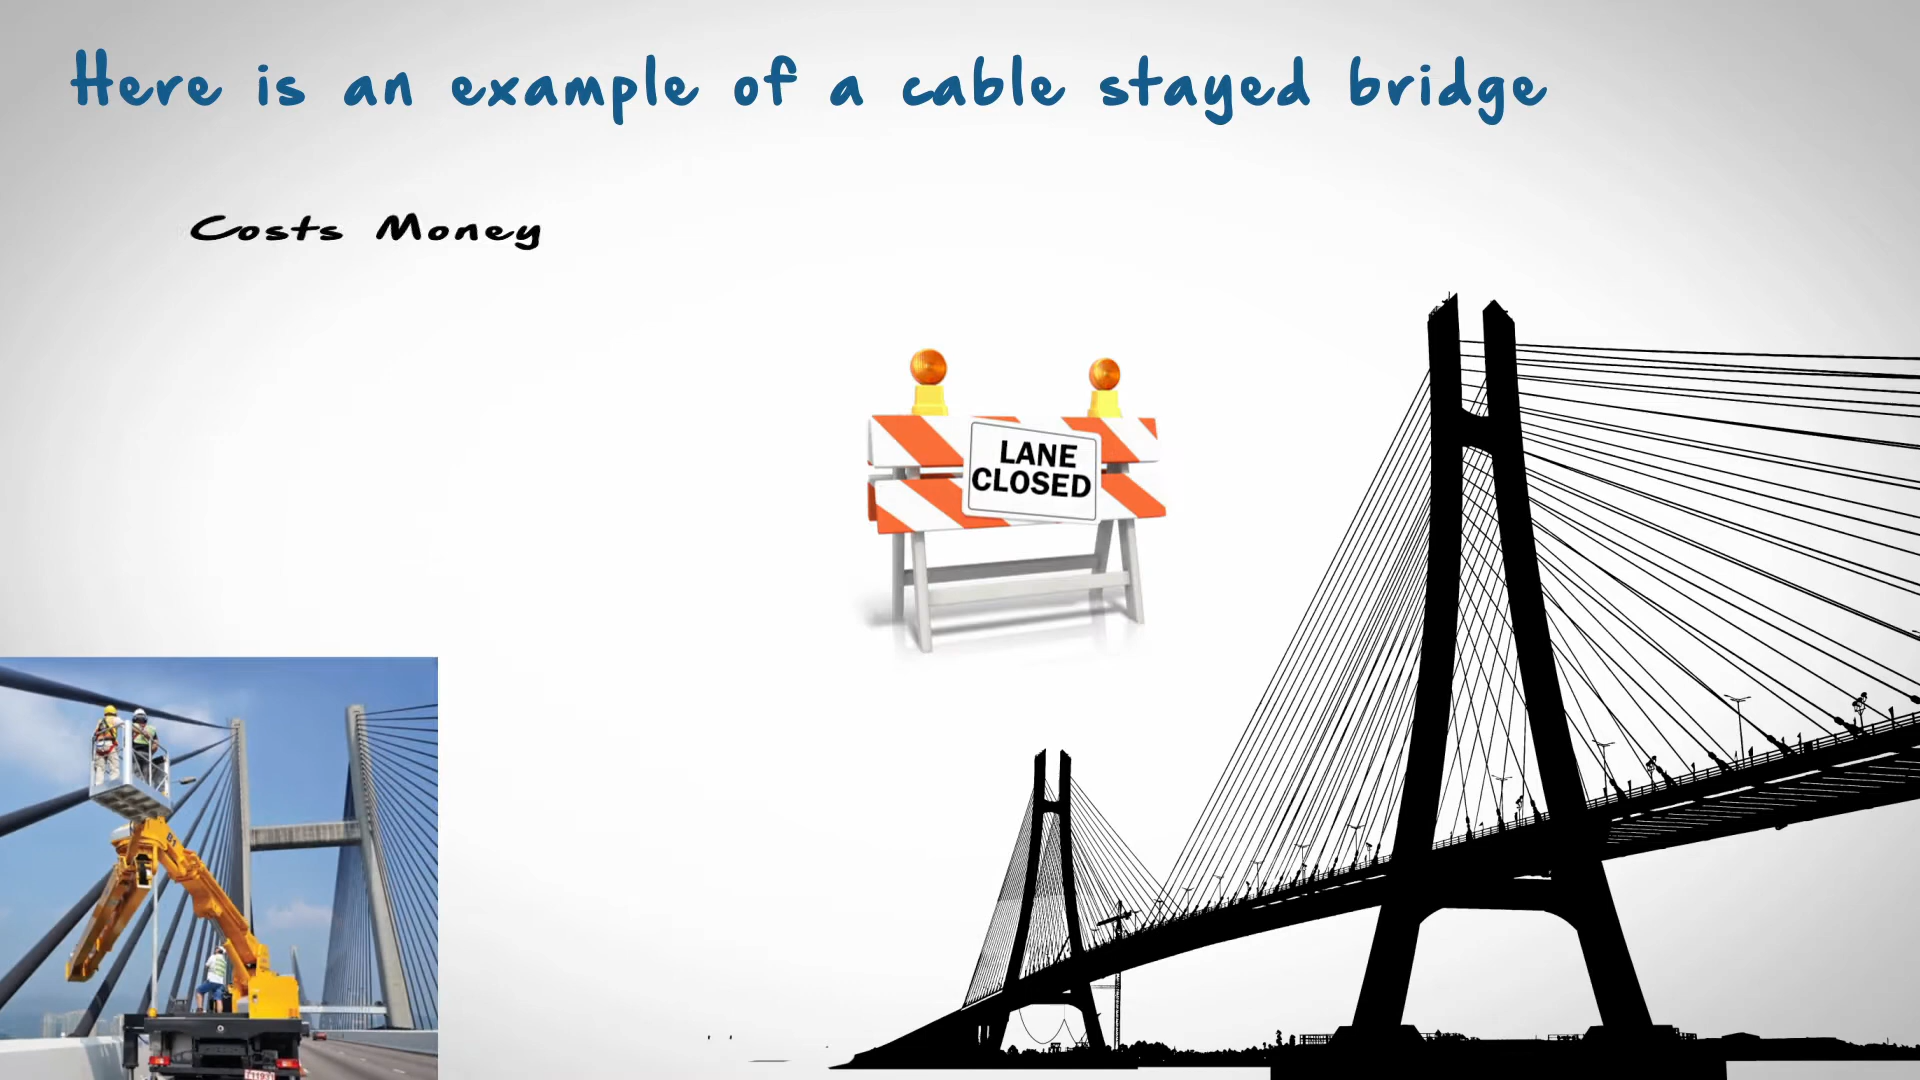 Here is an example of a cable stayed bridge
Costs Money
LANE
CLOSED